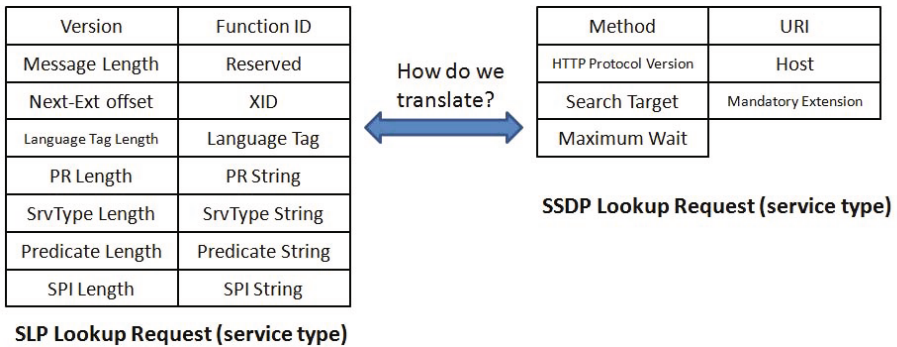 Version Function ID
Message Length Reserved
Next-Ext offset XID
Language Tag Length Language Tag
PR Length PR String
SrvType Length SrvType String
Predicate Length Predicate String
SPI Length SPI String
SLP Lookup Request (service type)
How do we
translate?
Method URI
HTTP Protocol Version Host
Search Target Mandatory Extension
Maximum Wait
SSDP Lookup Request (service type)